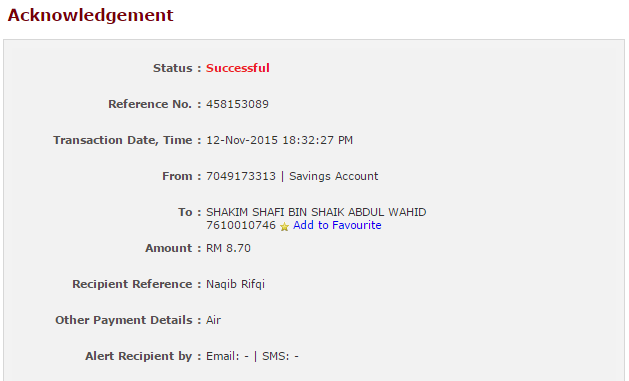 Acknowledgement
Status : Successful
Reference No. : 458153089
Transaction Date, Time : 12-Nov-2015 18:32:27 PM
From : 7049173313 | Savings Account
To : SHAKIM SHAFI BIN SHAIK ABDUL WAHID
7610010746 Add to Favourite
Amount : RM 8.70
Recipient Reference : Naqib Rifqi
Other Payment Details : Air
Alert Recipient by : Email: - | SMS: -